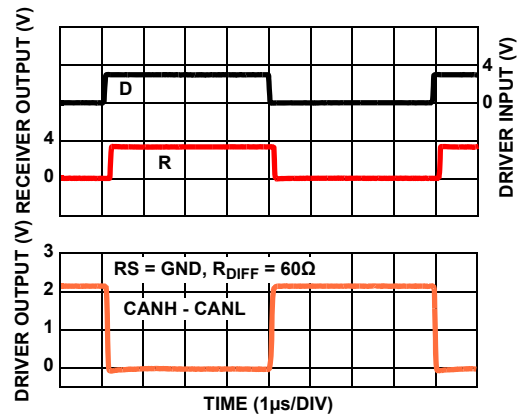 RECEIVER OUTPUT (V)
4
0
D
R
4
0
DRIVER INPUT (V)
DRIVER OUTPUT (V)
3
2
1
0
RS = GND, RDIFF = 60Ω
CANH - CANL
TIME (1µs/DIV)